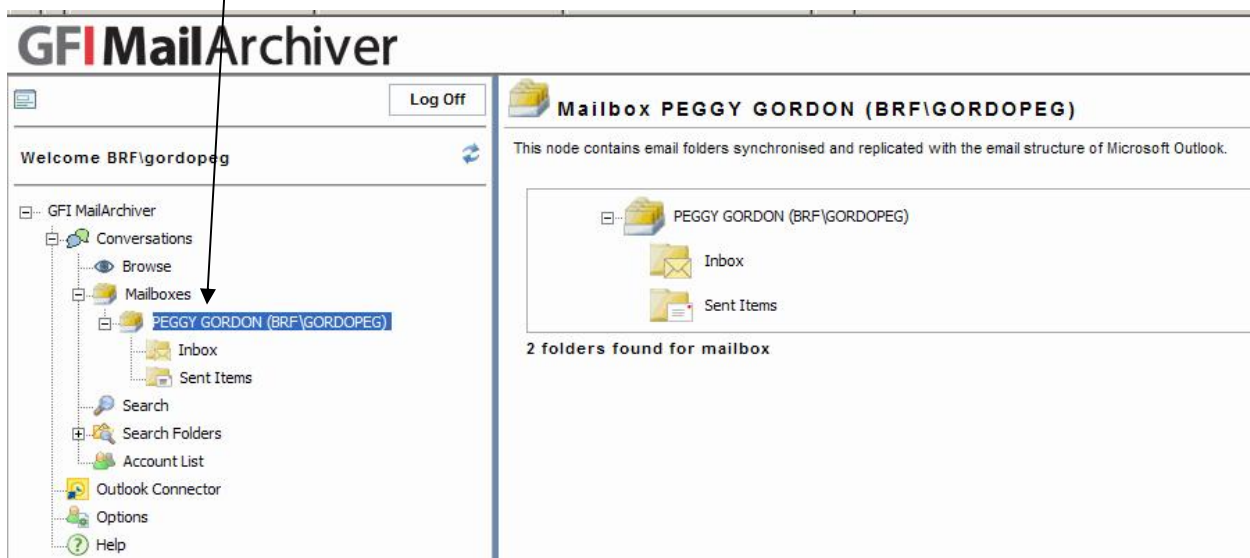 GFI MailArchiver
Log Off
Welcome BRF\gordopeg
GFI MailArchiver
Conversations
Browse
Mailboxes
PEGGY GORDON (BRF\GORDOPEG)
Inbox
Sent Items
Search
Search Folders
Account List
Outlook Connector
Options
Help
Mailbox PEGGY GORDON (BRF\GORDOPEG)
This node contains email folders synchronised and replicated with the email structure of Microsoft Outlook.
PEGGY GORDON (BRF\GORDOPEG)
Inbox
Sent Items
2 folders found for mailbox